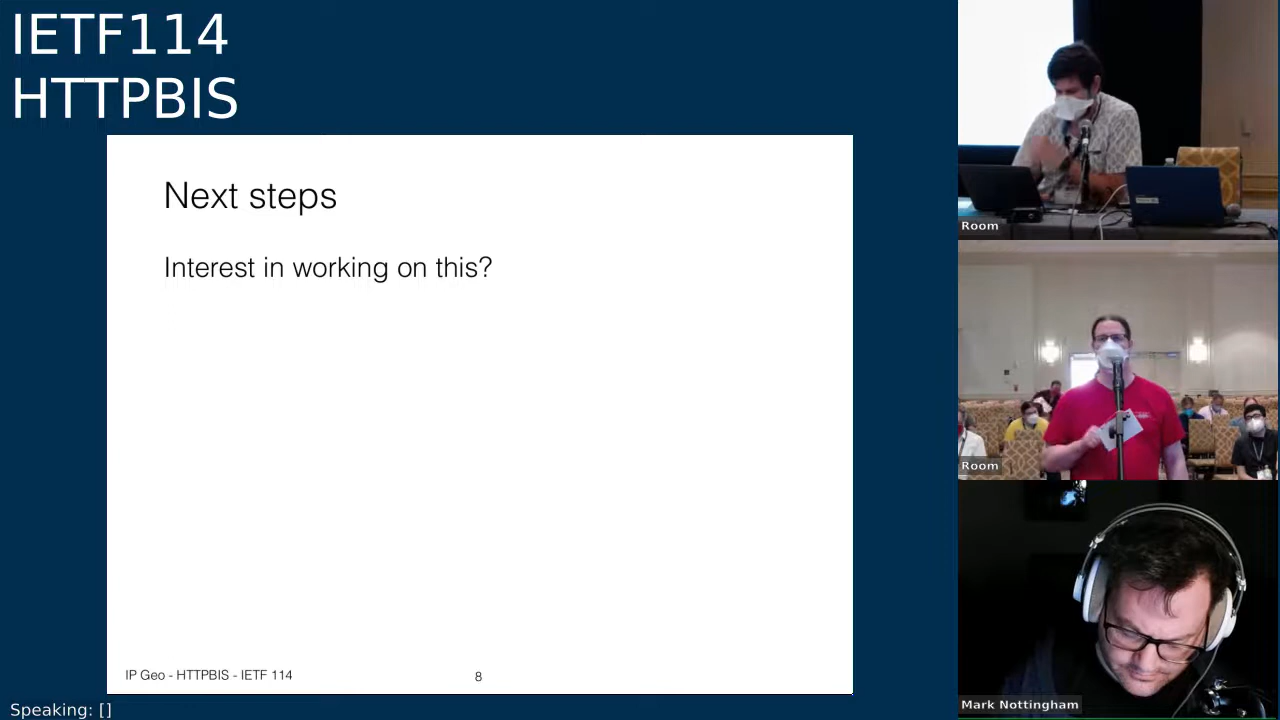 IETF114
HTTPBIS
Next steps
Interest in working on this?
IP Geo - HTTPBIS - IETF 114
8
Speaking: []
Room
Room
Mark Nottingham